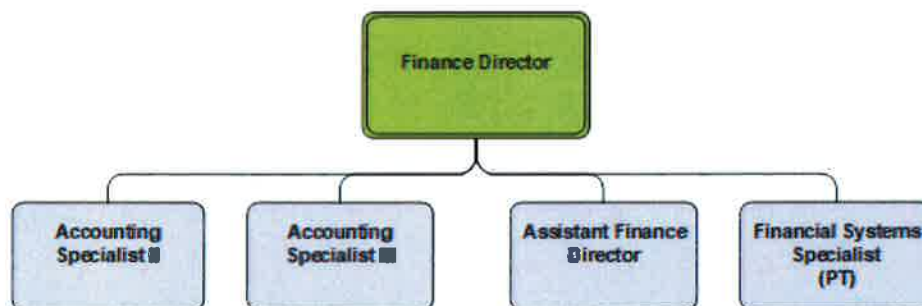 Finance Director
Accounting
Specialist
Accounting
Specialist
Assistant Finance
Director
Financial Systems
Specialist
(PT)